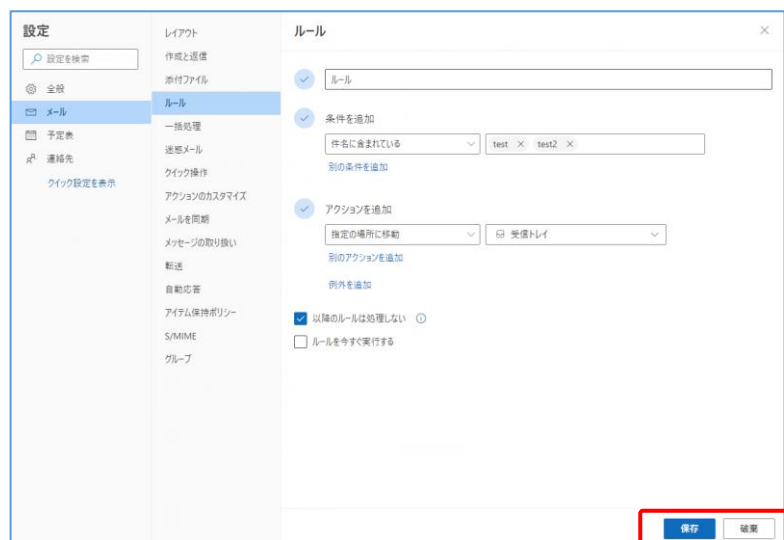 設定
設定を検索
全般
メール
予定表
連絡先
クイック設定を表示
レイアウト
作成と返信
添付ファイル
ルール
一括処理
迷惑メール
クイック操作
アクションのカスタマイズ
メールを同期
メッセージの取り扱い
転送
自動応答
アイテム保持ポリシー
S/MIME
グループ
ルール
ルール
条件を追加
件名に含まれている test × test2 ×
別の条件を追加
アクションを追加
指定の場所に移動 受信トレイ
別のアクションを追加
例外を追加
以降のルールは処理しない
ルールを今すぐ実行する
保存 破棄